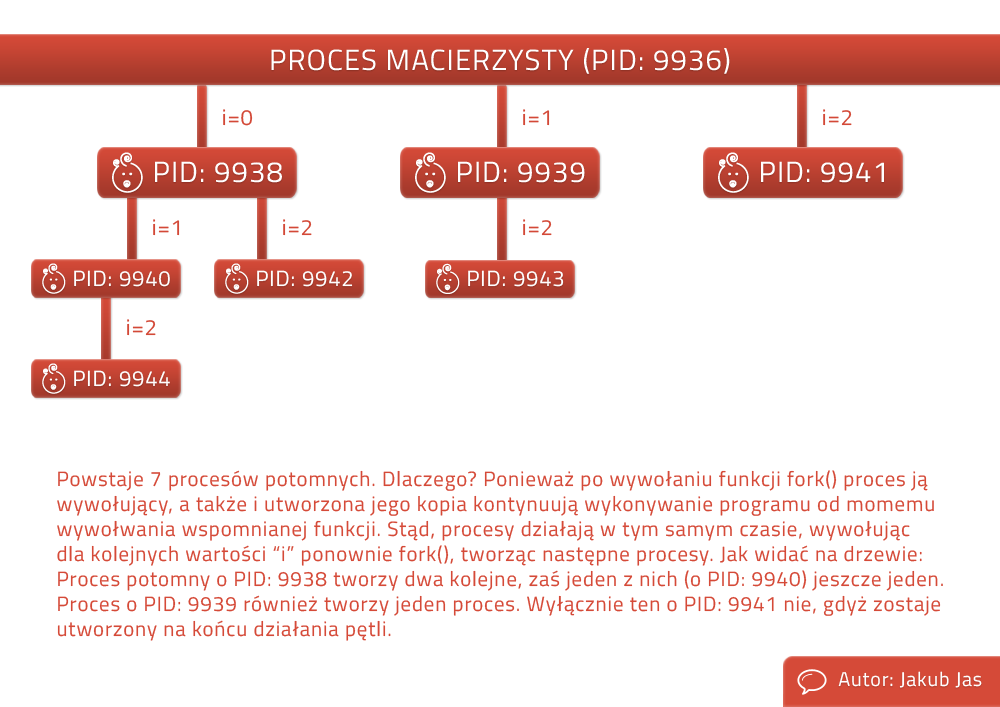 PROCES MACIERZYSTY (PID: 9936)
i=0
i=1
i=2
PID: 9938
PID: 9939
PID: 9941
i=1
i=2
i=2
PID: 9940
PID: 9942
PID: 9943
i=2
PID: 9944
Powstaje 7 procesów potomnych. Dlaczego? Ponieważ po wywołaniu funkcji fork() proces ją
wywołujący, a także i utworzona jego kopia kontynuują wykonywanie programu od momemu
wywołwania wspomnianej funkcji. Stąd, procesy działają w tym samym czasie, wywołując
dla kolejnych wartości “i” ponownie fork(), tworząc następne procesy. Jak widać na drzewie:
Proces potomny o PID: 9938 tworzy dwa kolejne, zaś jeden z nich (o PID: 9940) jeszcze jeden.
Proces o PID: 9939 również tworzy jeden proces. Wyłącznie ten o PID: 9941 nie, gdyż zostaje
utworzony na końcu działania pętli.
Autor: Jakub Jas